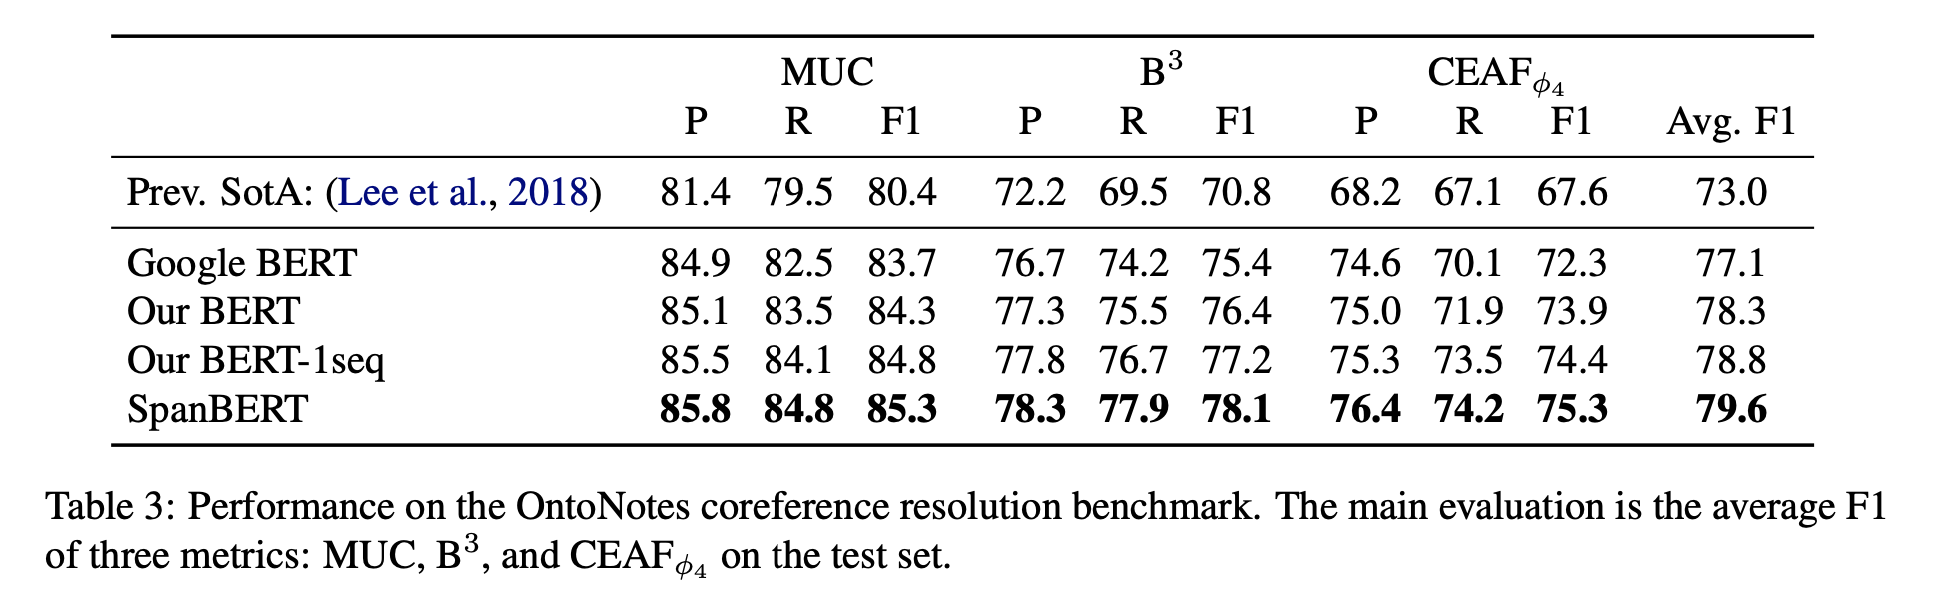 MUC B³ CEAFϕ₄
P R F1 P R F1 P R F1 Avg. F1
Prev. SotA: (Lee et al., 2018) 81.4 79.5 80.4 72.2 69.5 70.8 68.2 67.1 67.6 73.0
Google BERT 84.9 82.5 83.7 76.7 74.2 75.4 74.6 70.1 72.3 77.1
Our BERT 85.1 83.5 84.3 77.3 75.5 76.4 75.0 71.9 73.9 78.3
Our BERT-1seq 85.5 84.1 84.8 77.8 76.7 77.2 75.3 73.5 74.4 78.8
SpanBERT 85.8 84.8 85.3 78.3 77.9 78.1 76.4 74.2 75.3 79.6
Table 3: Performance on the OntoNotes coreference resolution benchmark. The main evaluation is the average F1
of three metrics: MUC, B³, and CEAFϕ₄ on the test set.